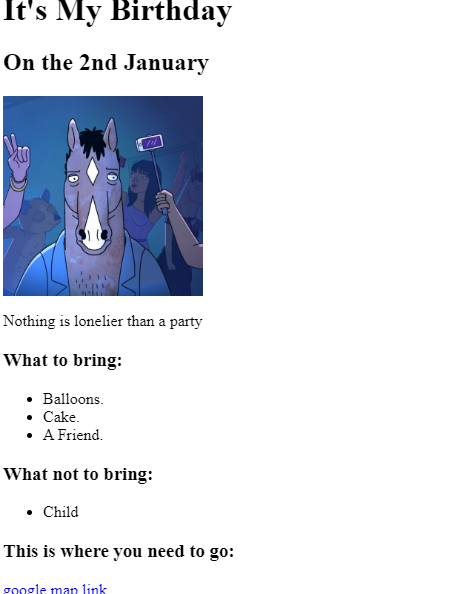 It's My Birthday
On the 2nd January
Nothing is lonelier than a party
What to bring:
Balloons.
Cake.
A Friend.
What not to bring:
Child
This is where you need to go:
google map link